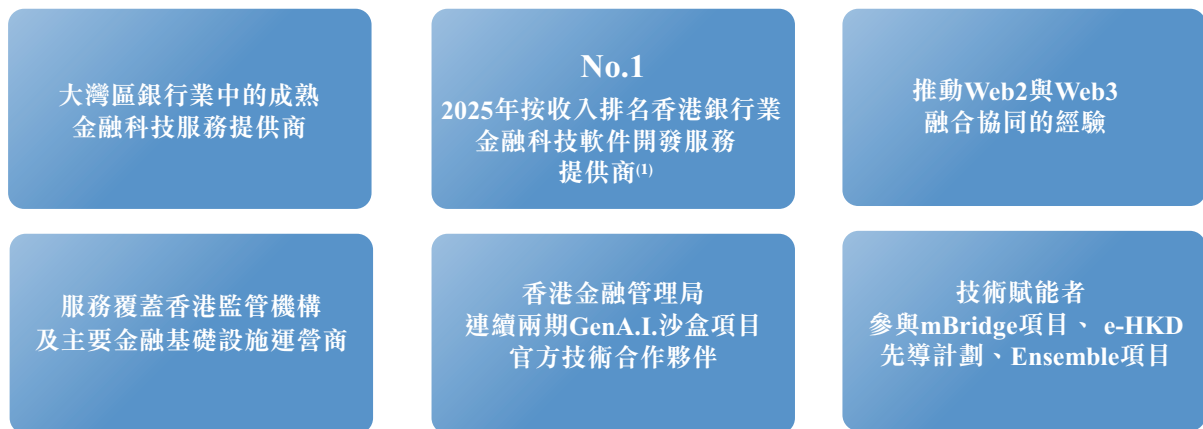 大灣區銀行業中的成熟
金融科技服務提供商
No.1
2025年按收入排名香港銀行業
金融科技軟件開發服務
提供商(1)
推動Web2與Web3
融合協同的經驗
服務覆蓋香港監管機構
及主要金融基礎設施運營商
香港金融管理局
連續兩期GenA.I.沙盒項目
官方技術合作夥伴
技術賦能者
參與mBridge項目、 e-HKD
先導計劃、Ensemble項目